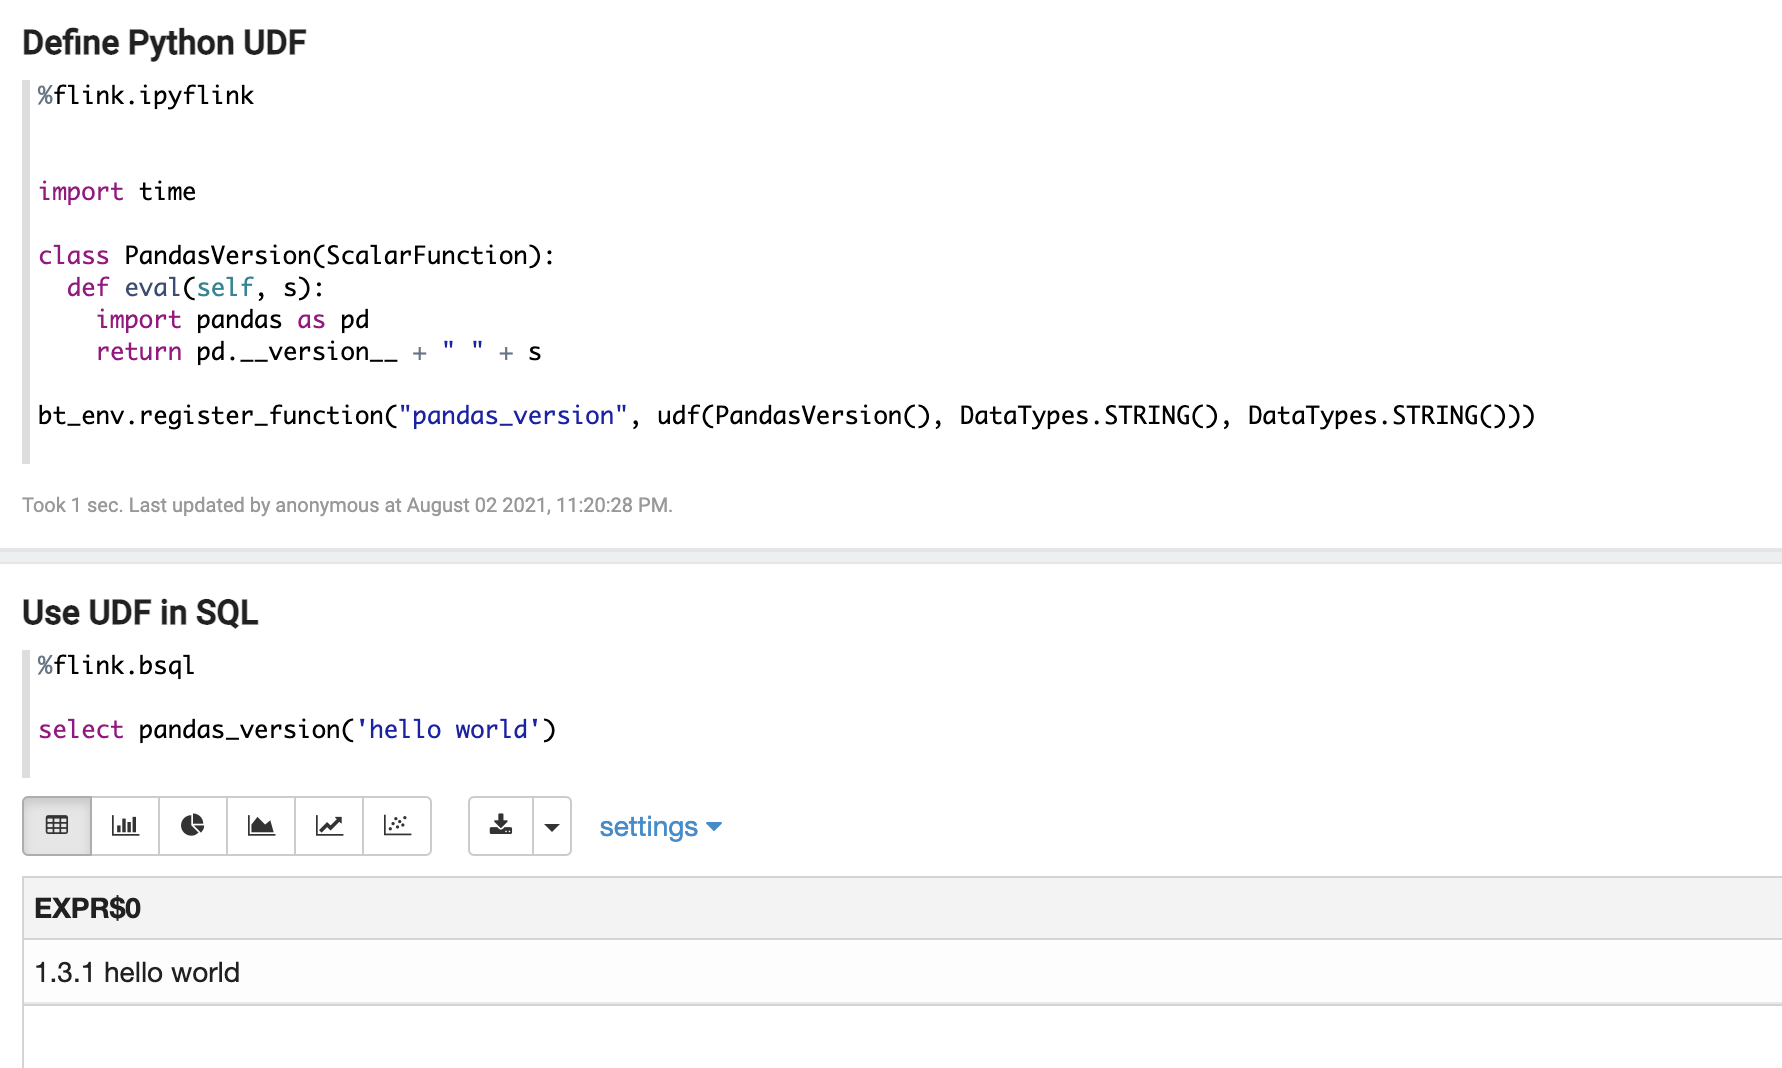 Define Python UDF
%flink.ipyflink
import time
class PandasVersion(ScalarFunction):
  def eval(self, s):
    import pandas as pd
    return pd.__version__ + " " + s
bt_env.register_function("pandas_version", udf(PandasVersion(), DataTypes.STRING(), DataTypes.STRING()))
Took 1 sec. Last updated by anonymous at August 02 2021, 11:20:28 PM.
Use UDF in SQL
%flink.bsql
select pandas_version('hello world')
settings
EXPR$0
1.3.1 hello world